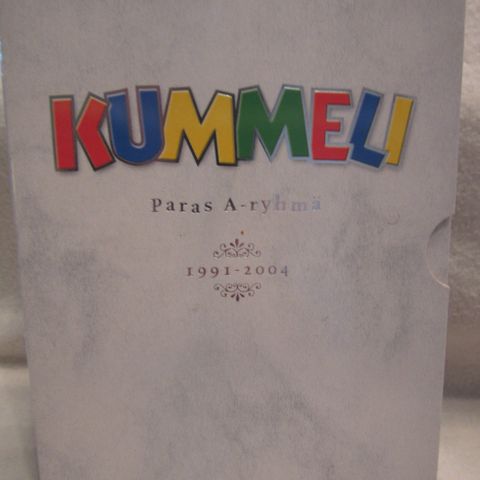 KUMMELI
Paras A-ryhmä
1991-2004